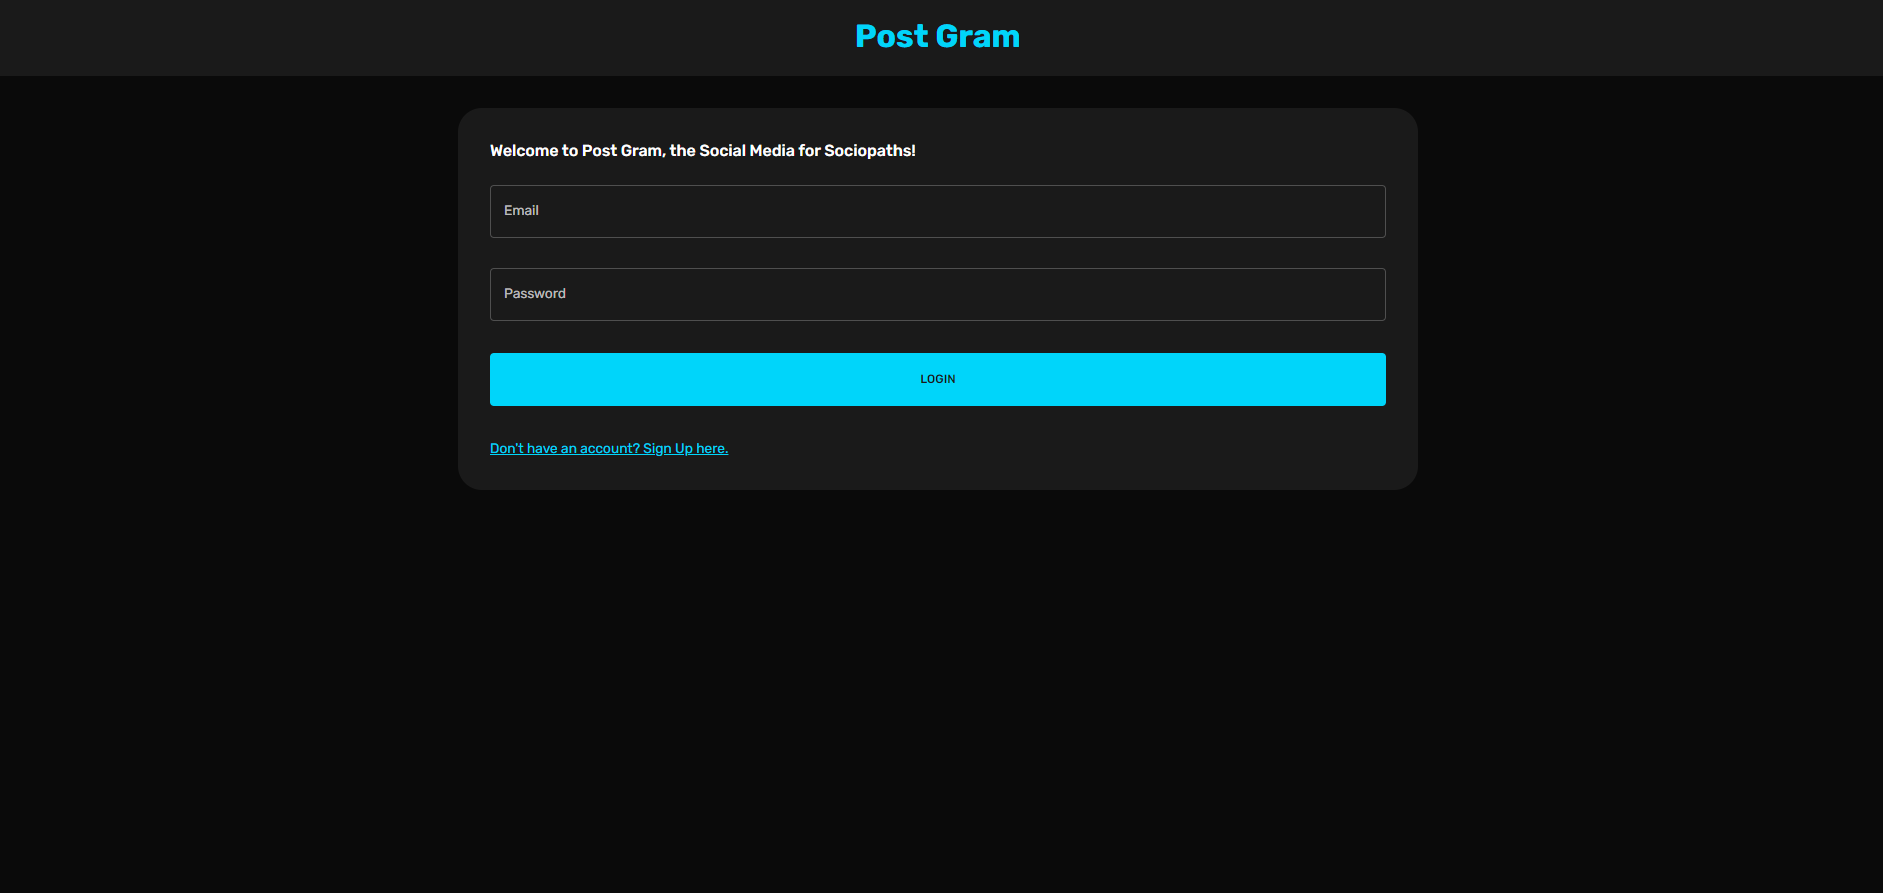 Post Gram
Welcome to Post Gram, the Social Media for Sociopaths!
Email
Password
LOGIN
Don't have an account? Sign Up here.